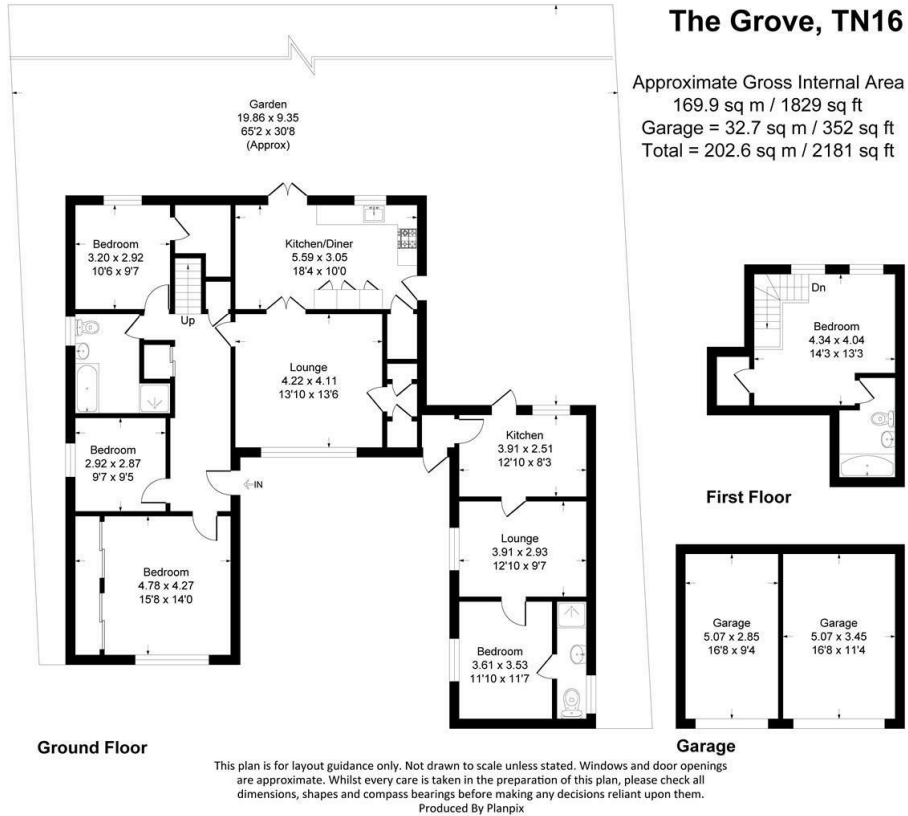 The Grove, TN16
Approximate Gross Internal Area
169.9 sq m / 1829 sq ft
Garage = 32.7 sq m / 352 sq ft
Total = 202.6 sq m / 2181 sq ft
Garden
19.86 x 9.35
65'2 x 30'8
(Approx)
Bedroom
3.20 x 2.92
10'6 x 9'7
Kitchen/Diner
5.59 x 3.05
18'4 x 10'0
Up
Lounge
4.22 x 4.11
13'10 x 13'6
Bedroom
2.92 x 2.87
9'7 x 9'5
IN
Bedroom
4.78 x 4.27
15'8 x 14'0
Kitchen
3.91 x 2.51
12'10 x 8'3
Lounge
3.91 x 2.93
12'10 x 9'7
Bedroom
3.61 x 3.53
11'10 x 11'7
Ground Floor
Dn
Bedroom
4.34 x 4.04
14'3 x 13'3
First Floor
Garage
5.07 x 2.85
16'8 x 9'4
Garage
5.07 x 3.45
16'8 x 11'4
Garage
This plan is for layout guidance only. Not drawn to scale unless stated. Windows and door openings
are approximate. Whilst every care is taken in the preparation of this plan, please check all
dimensions, shapes and compass bearings before making any decisions reliant upon them.
Produced By Planpix